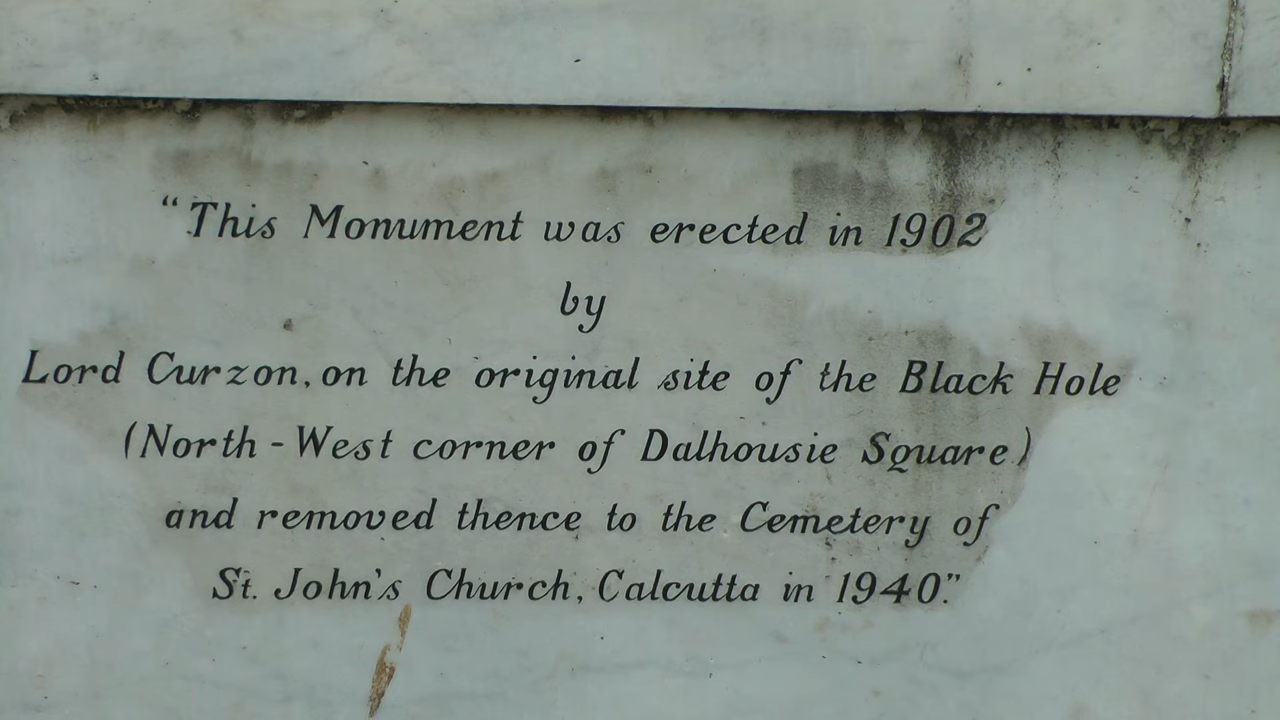 “This Monument was erected in 1902
by
Lord Curzon, on the original site of the Black Hole
(North-West corner of Dalhousie Square)
and removed thence to the Cemetery of
St. John's Church, Calcutta in 1940.”